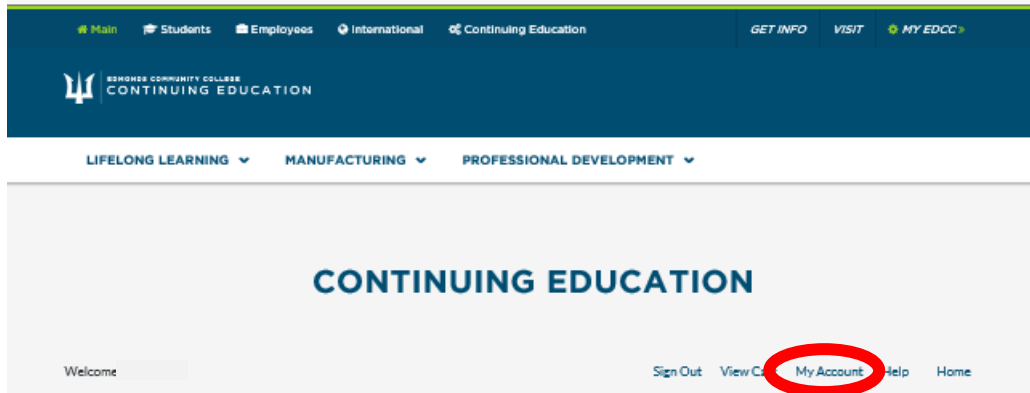 Main Students Employees International Continuing Education GET INFO VISIT MY EDCC »
EDMONDS COMMUNITY COLLEGE
CONTINUING EDUCATION
LIFELONG LEARNING MANUFACTURING PROFESSIONAL DEVELOPMENT
CONTINUING EDUCATION
Welcome Sign Out View My Account Help Home